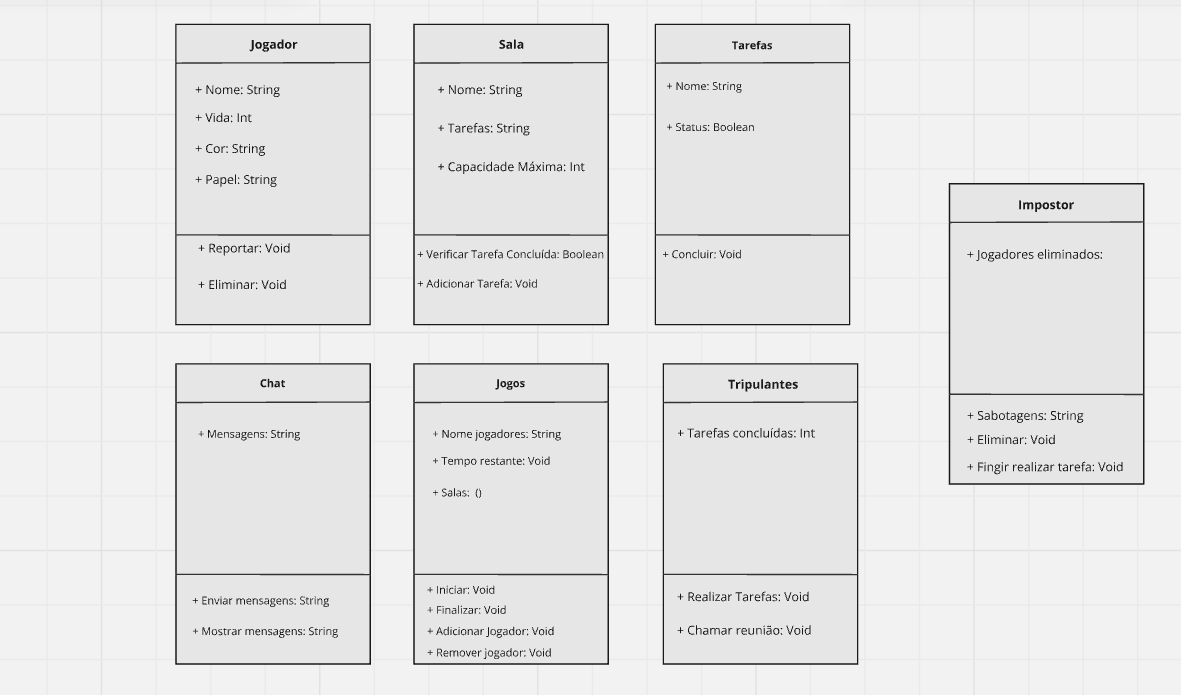 Jogador
+ Nome: String
+ Vida: Int
+ Cor: String
+ Papel: String
+ Reportar: Void
+ Eliminar: Void
Sala
+ Nome: String
+ Tarefas: String
+ Capacidade Máxima: Int
+ Verificar Tarefa Concluída: Boolean
+ Adicionar Tarefa: Void
Tarefas
+ Nome: String
+ Status: Boolean
+ Concluir: Void
Impostor
+ Jogadores eliminados:
+ Sabotagens: String
+ Eliminar: Void
+ Fingir realizar tarefa: Void
Chat
+ Mensagens: String
+ Enviar mensagens: String
+ Mostrar mensagens: String
Jogos
+ Nome jogadores: String
+ Tempo restante: Void
+ Salas: ()
+ Iniciar: Void
+ Finalizar: Void
+ Adicionar Jogador: Void
+ Remover jogador: Void
Tripulantes
+ Tarefas concluídas: Int
+ Realizar Tarefas: Void
+ Chamar reunião: Void